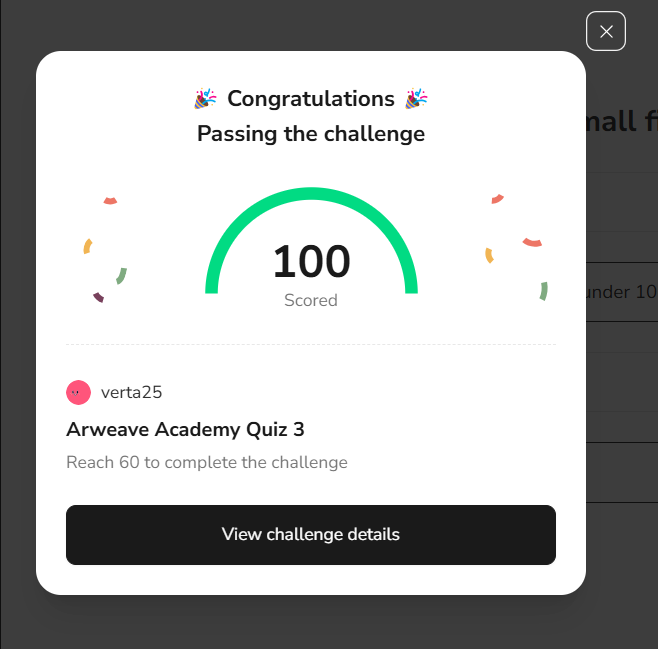 🎉 Congratulations 🎉
Passing the challenge
100
Scored
verta25
Arweave Academy Quiz 3
Reach 60 to complete the challenge
View challenge details
under 10